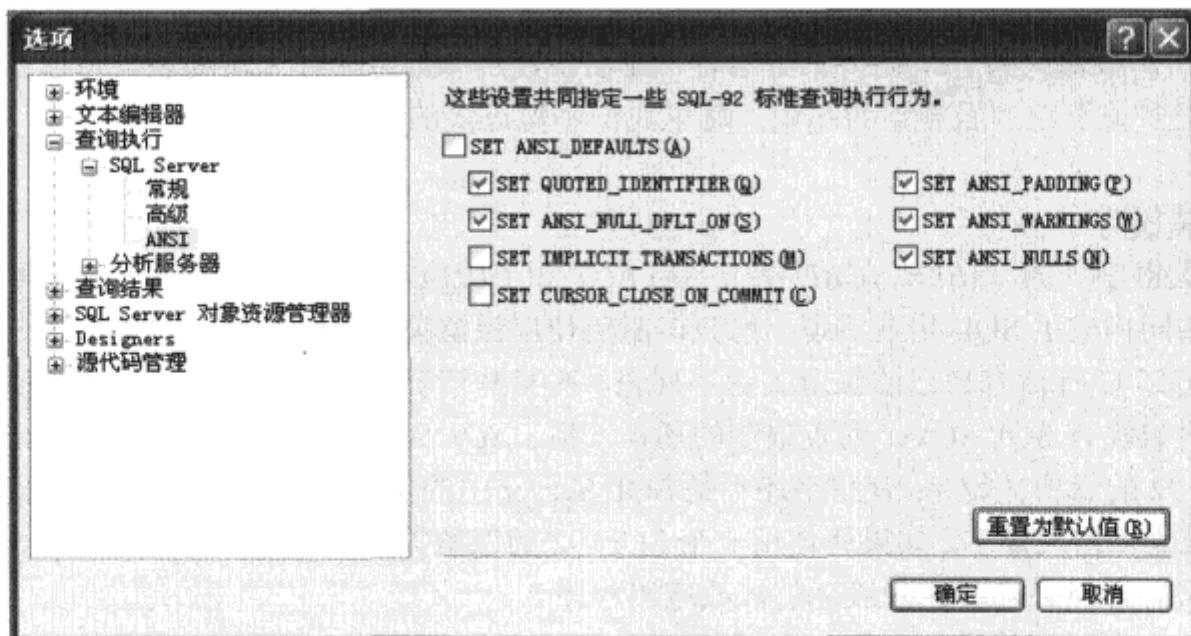 选项
环境
文本编辑器
查询执行
SQL Server
常规
高级
ANSI
分析服务器
查询结果
SQL Server 对象资源管理器
Designers
源代码管理
这些设置共同指定一些 SQL-92 标准查询执行行为。
SET ANSI_DEFAULTS(A)
SET QUOTED_IDENTIFIER(Q)
SET ANSI_PADDING(P)
SET ANSI_NULL_DFLT_ON(S)
SET ANSI_WARNINGS(W)
SET IMPLICIT_TRANSACTIONS(M)
SET ANSI_NULLS(N)
SET CURSOR_CLOSE_ON_COMMIT(C)
重置为默认值(R)
确定
取消